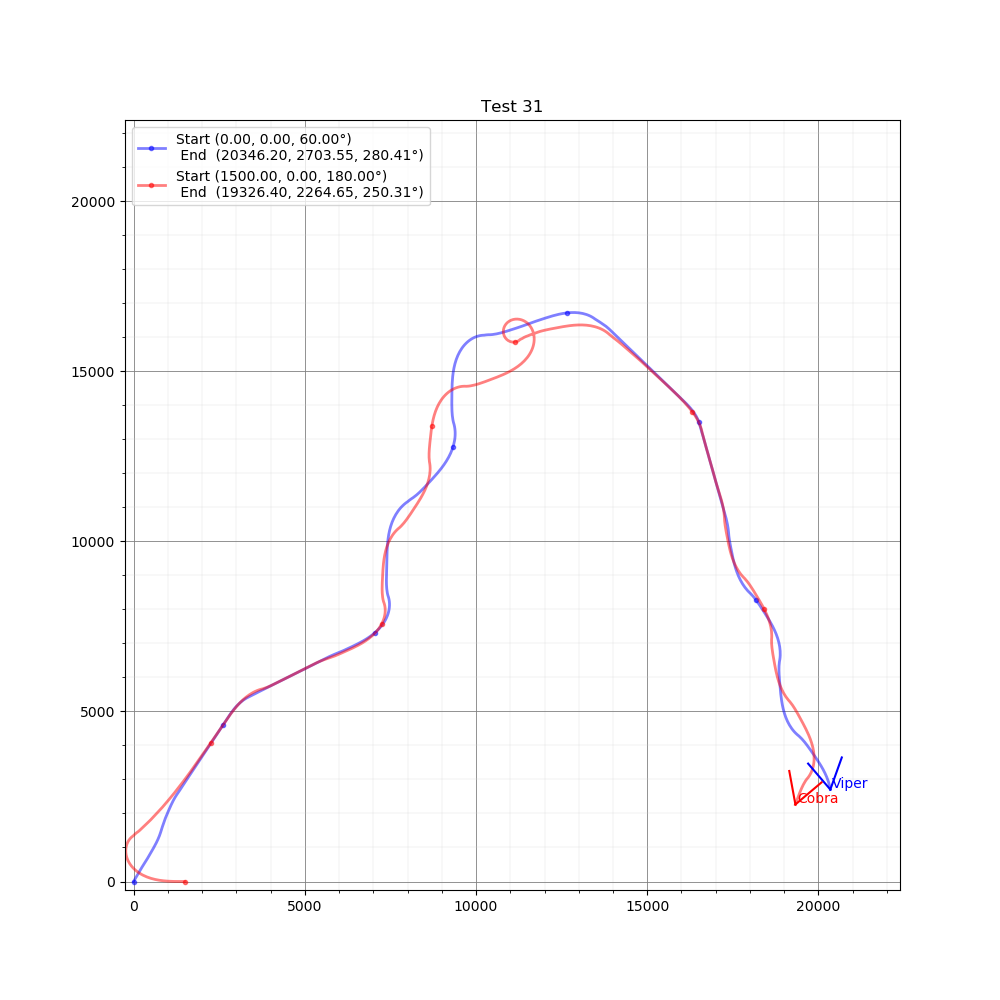 Test 31
Start (0.00, 0.00, 60.00°)
End  (20346.20, 2703.55, 280.41°)
Start (1500.00, 0.00, 180.00°)
End  (19326.40, 2264.65, 250.31°)
20000
15000
10000
5000
0
Viper
Cobra
0 5000 10000 15000 20000